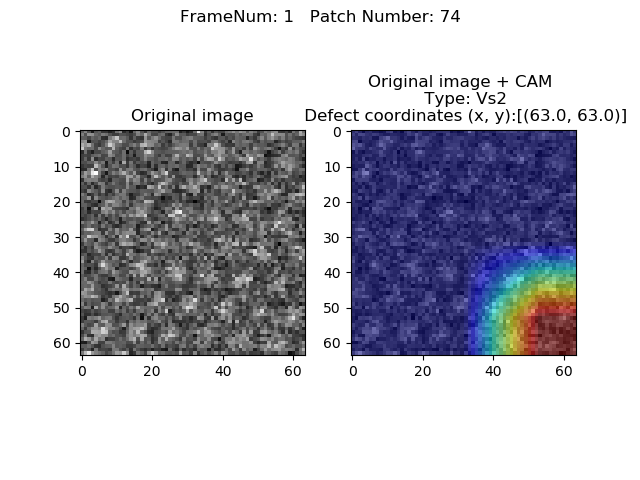 FrameNum: 1   Patch Number: 74
Original image
Original image + CAM
Type: Vs2
Defect coordinates (x, y):[(63.0, 63.0)]
0
10
20
30
40
50
60
0 20 40 60
0
10
20
30
40
50
60
0 20 40 60